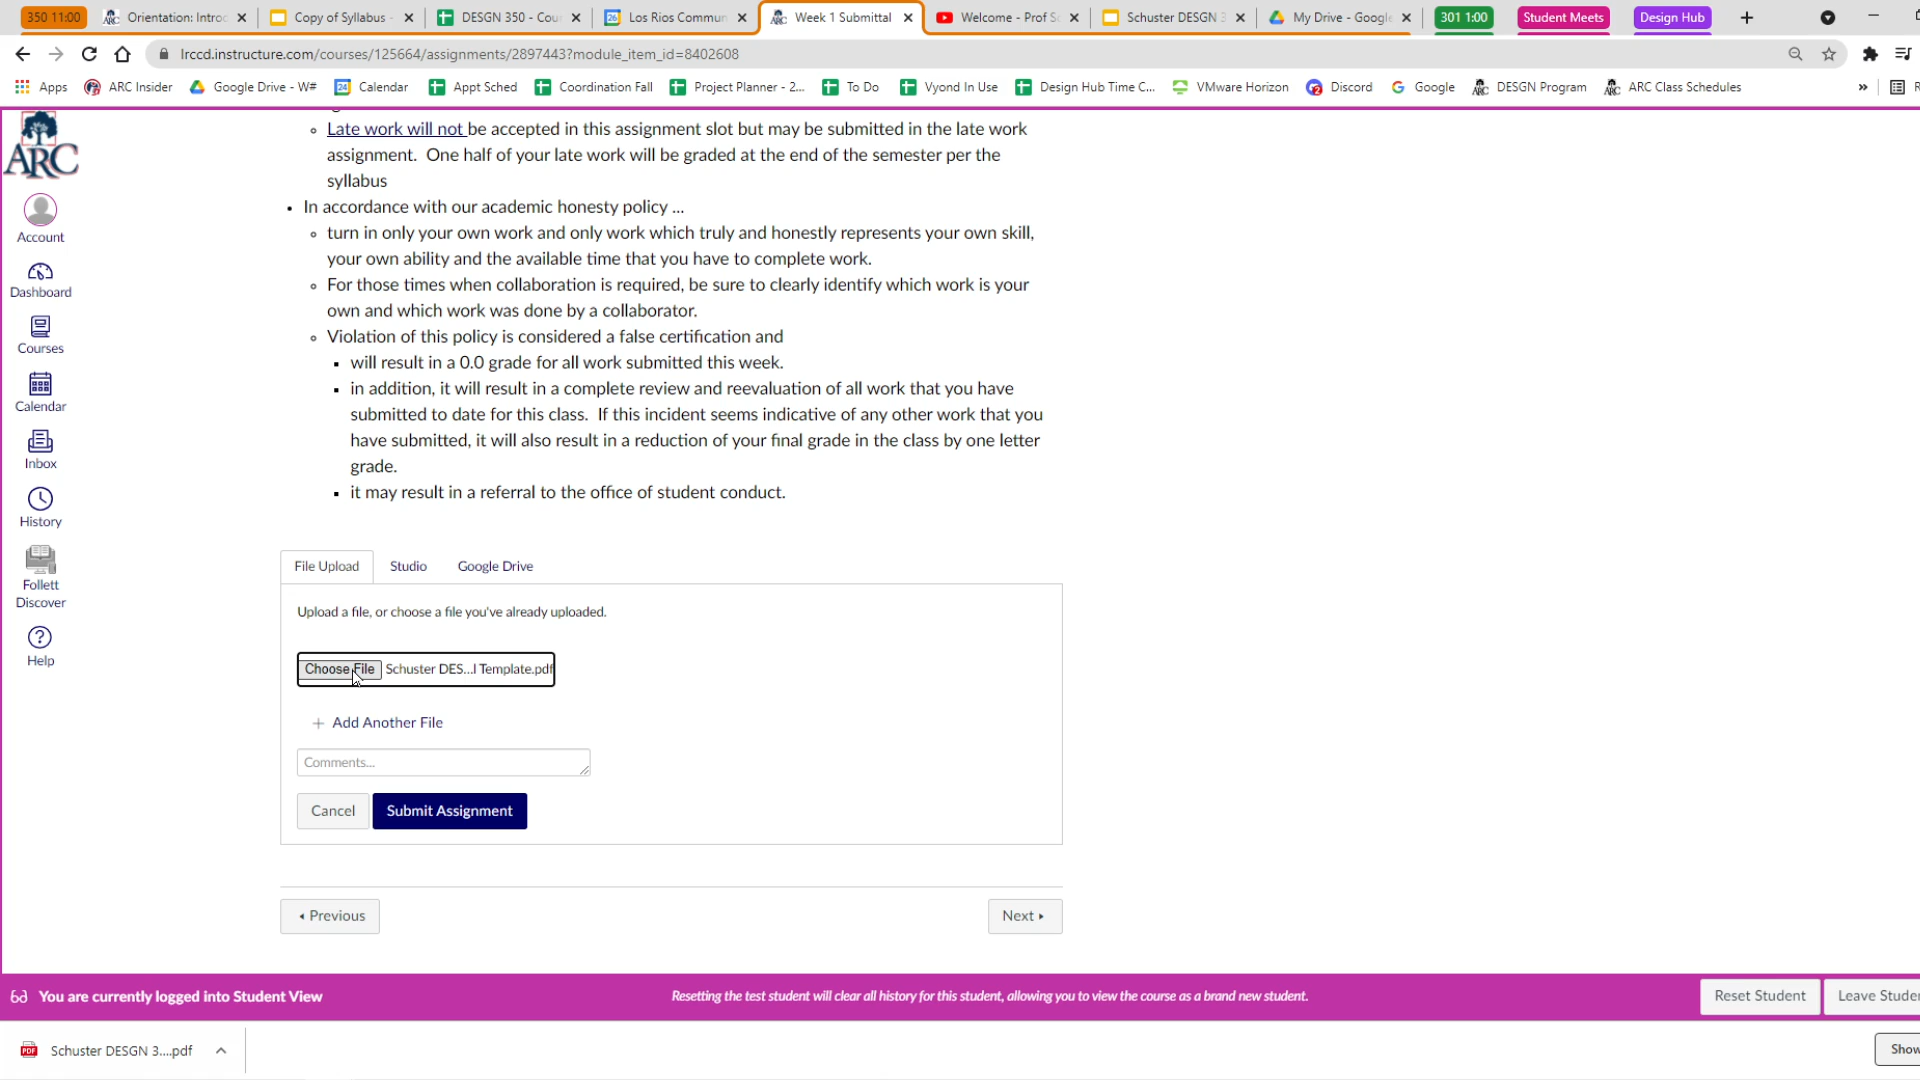 350 11:00
Orientation: Introc
Copy of Syllabus -
DESGN 350 - Cou
Los Rios Commun
Week 1 Submittal
Welcome - Prof Sc
Schuster DESGN 3
My Drive - Google
301 1:00
Student Meets
Design Hub
lrccd.instructure.com/courses/125664/assignments/2897443?module_item_id=8402608
Apps
ARC Insider
Google Drive - W#
Calendar
Appt Sched
Coordination Fall
Project Planner - 2...
To Do
Vyond In Use
Design Hub Time C...
VMware Horizon
Discord
Google
DESGN Program
ARC Class Schedules
»
ARC
Account
Dashboard
Courses
Calendar
Inbox
History
Follett
Discover
Help
Late work will not be accepted in this assignment slot but may be submitted in the late work
assignment.  One half of your late work will be graded at the end of the semester per the
syllabus
In accordance with our academic honesty policy ...
turn in only your own work and only work which truly and honestly represents your own skill,
your own ability and the available time that you have to complete work.
For those times when collaboration is required, be sure to clearly identify which work is your
own and which work was done by a collaborator.
Violation of this policy is considered a false certification and
will result in a 0.0 grade for all work submitted this week.
in addition, it will result in a complete review and reevaluation of all work that you have
submitted to date for this class.  If this incident seems indicative of any other work that you
have submitted, it will also result in a reduction of your final grade in the class by one letter
grade.
it may result in a referral to the office of student conduct.
File Upload
Studio
Google Drive
Upload a file, or choose a file you've already uploaded.
Choose File Schuster DES...l Template.pdf
+ Add Another File
Comments...
Cancel
Submit Assignment
Previous
Next
You are currently logged into Student View
Resetting the test student will clear all history for this student, allowing you to view the course as a brand new student.
Reset Student
Leave Studen
PDF
Schuster DESGN 3....pdf
Show